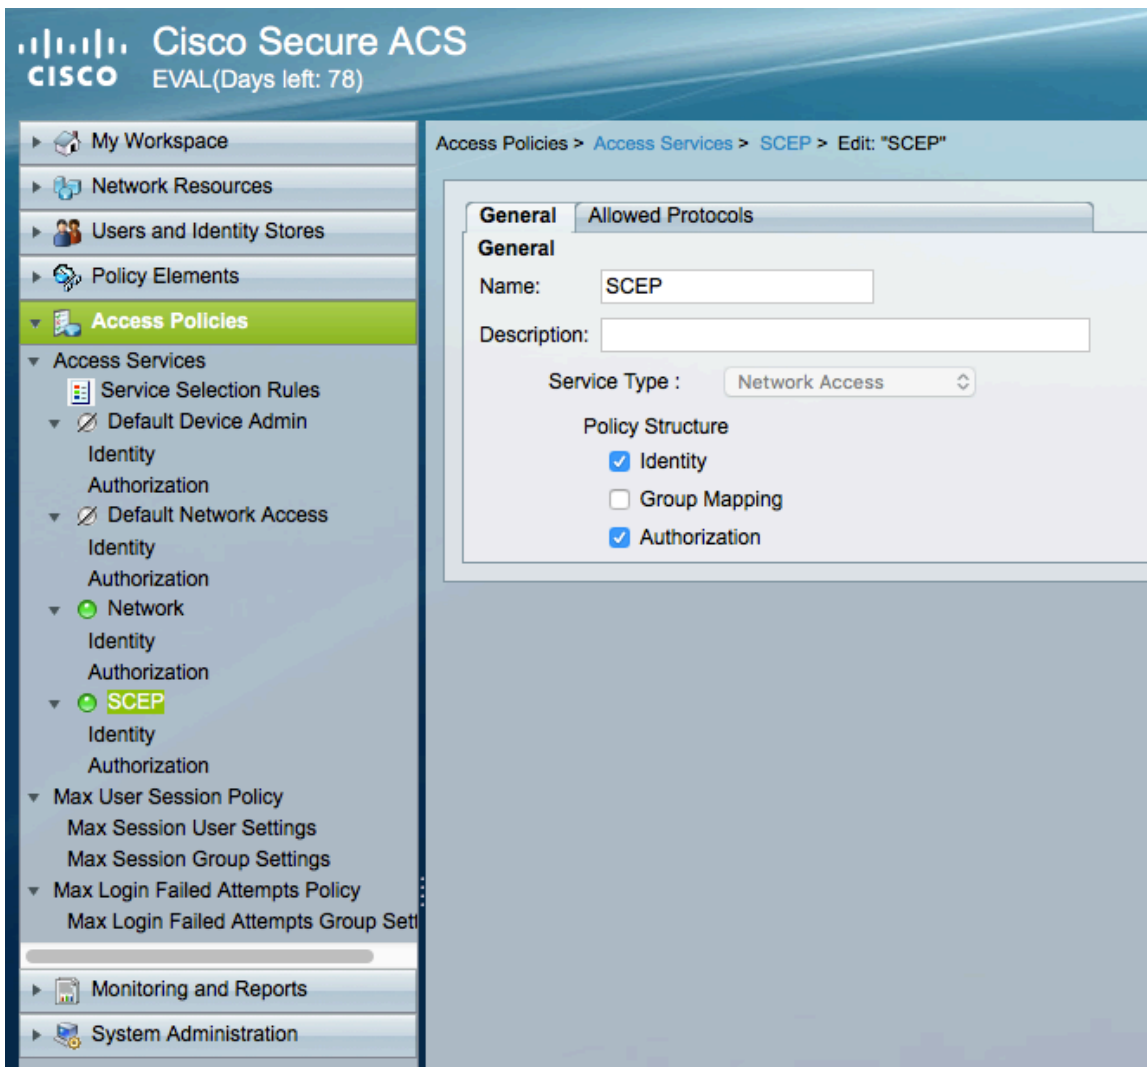 Cisco Secure ACS
CISCO
EVAL(Days left: 78)
My Workspace
Network Resources
Users and Identity Stores
Policy Elements
Access Policies
Access Services
Service Selection Rules
Default Device Admin
Identity
Authorization
Default Network Access
Identity
Authorization
Network
Identity
Authorization
SCEP
Identity
Authorization
Max User Session Policy
Max Session User Settings
Max Session Group Settings
Max Login Failed Attempts Policy
Max Login Failed Attempts Group Sett
Monitoring and Reports
System Administration
Access Policies > Access Services > SCEP > Edit: "SCEP"
General Allowed Protocols
General
Name: SCEP
Description:
Service Type : Network Access
Policy Structure
Identity
Group Mapping
Authorization